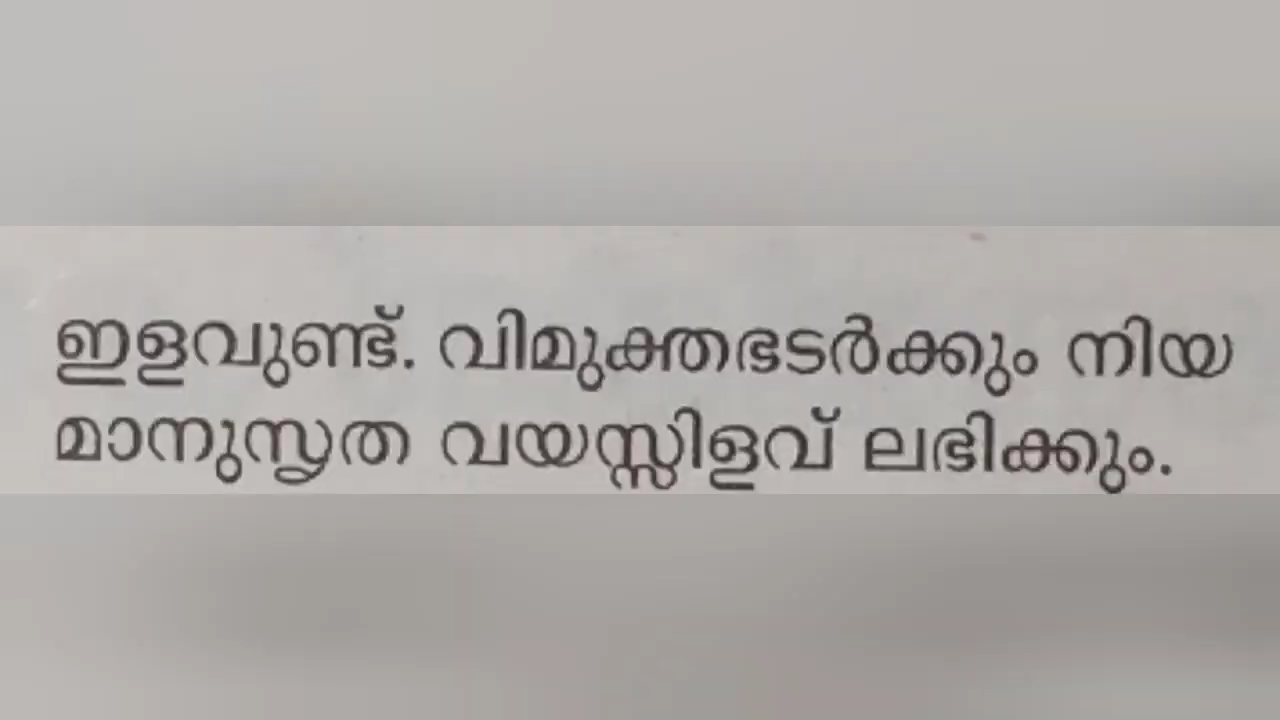 ഇളവുണ്ട്. വിമുക്തഭടർക്കും നിയ
മാനുസൃത വയസ്സിളവ് ലഭിക്കും.